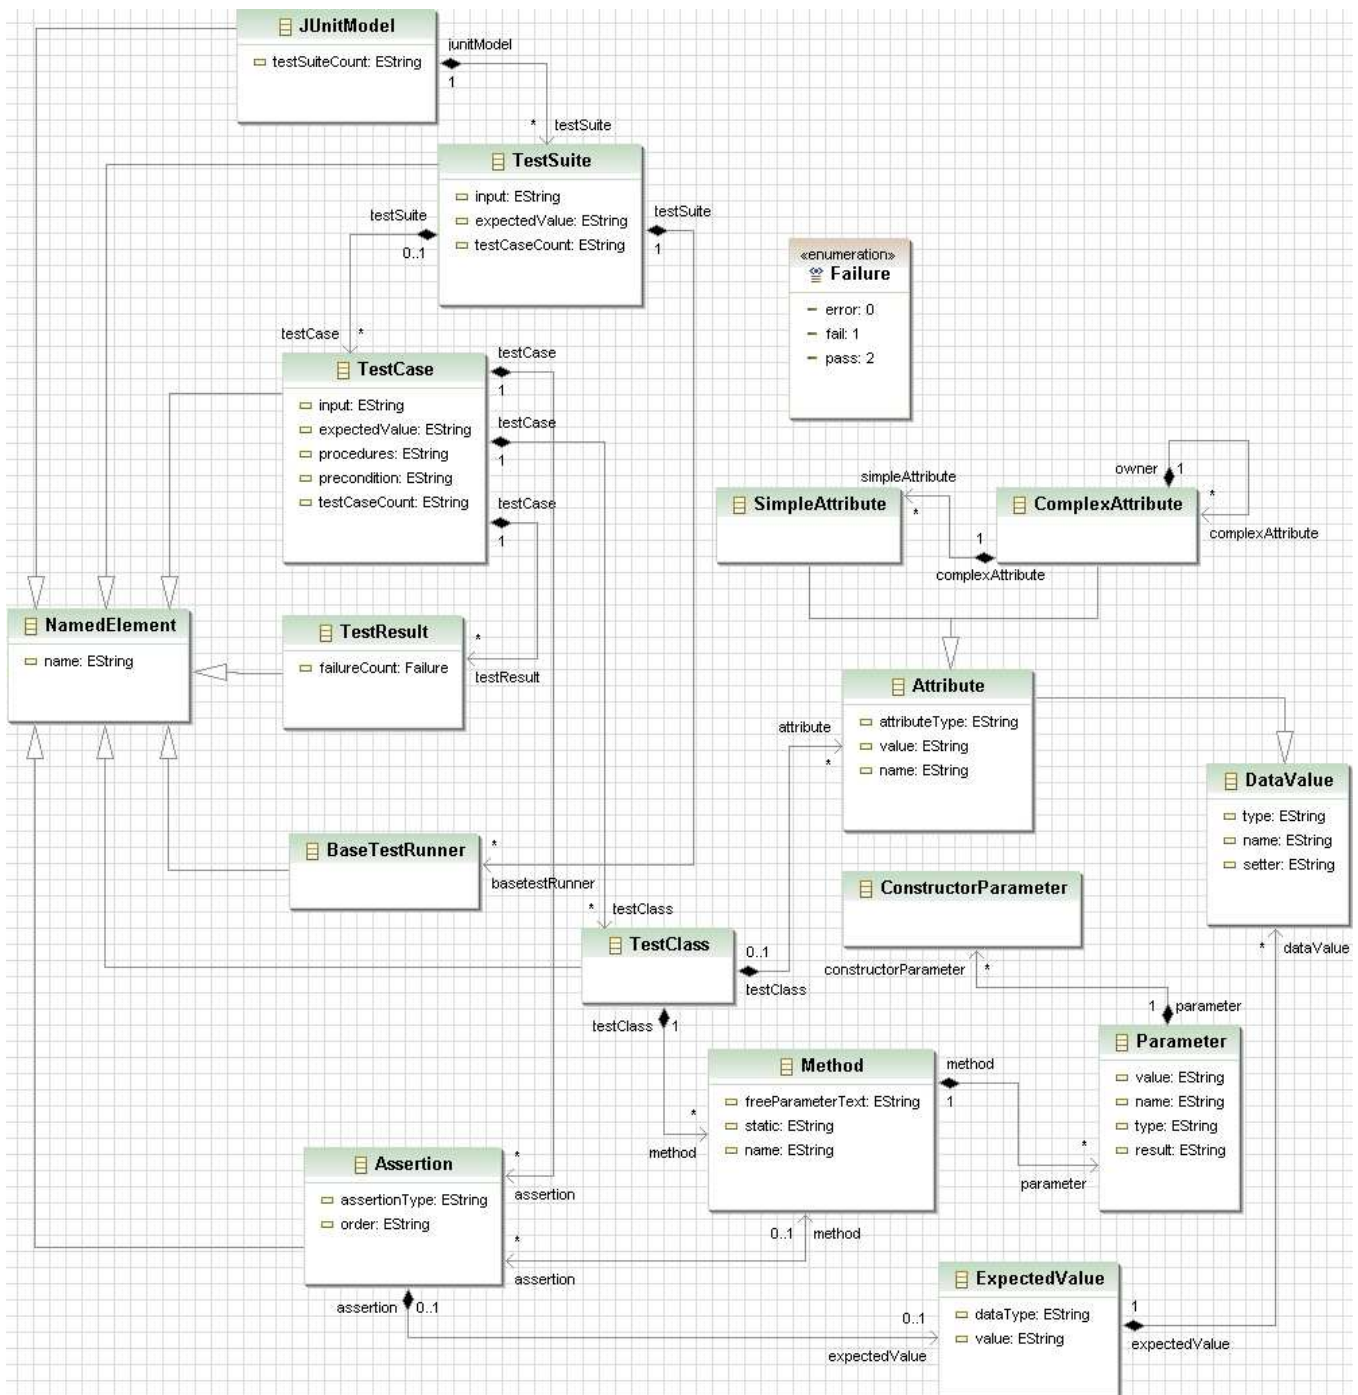 JUnitModel
testSuiteCount: EString
junitModel
1
*
testSuite
TestSuite
input: EString
expectedValue: EString
testCaseCount: EString
testSuite
0..1
testSuite
1
«enumeration»
Failure
error: 0
fail: 1
pass: 2
testCase
*
TestCase
input: EString
expectedValue: EString
procedures: EString
precondition: EString
testCaseCount: EString
testCase
1
testCase
1
testCase
1
simpleAttribute
*
SimpleAttribute
owner
1
ComplexAttribute
*
complexAttribute
1
complexAttribute
NamedElement
name: EString
TestResult
failureCount: Failure
*
testResult
Attribute
attributeType: EString
value: EString
name: EString
attribute
*
DataValue
type: EString
name: EString
setter: EString
BaseTestRunner
*
basetestRunner
ConstructorParameter
* testClass
TestClass
0..1
testClass
constructorParameter
*
* dataValue
testClass
1
1
parameter
Parameter
value: EString
name: EString
type: EString
result: EString
Method
freeParameterText: EString
static: EString
name: EString
method
1
*
method
*
parameter
Assertion
assertionType: EString
order: EString
*
assertion
0..1
method
*
assertion
assertion
0..1
0..1
expectedValue
ExpectedValue
dataType: EString
value: EString
1
expectedValue